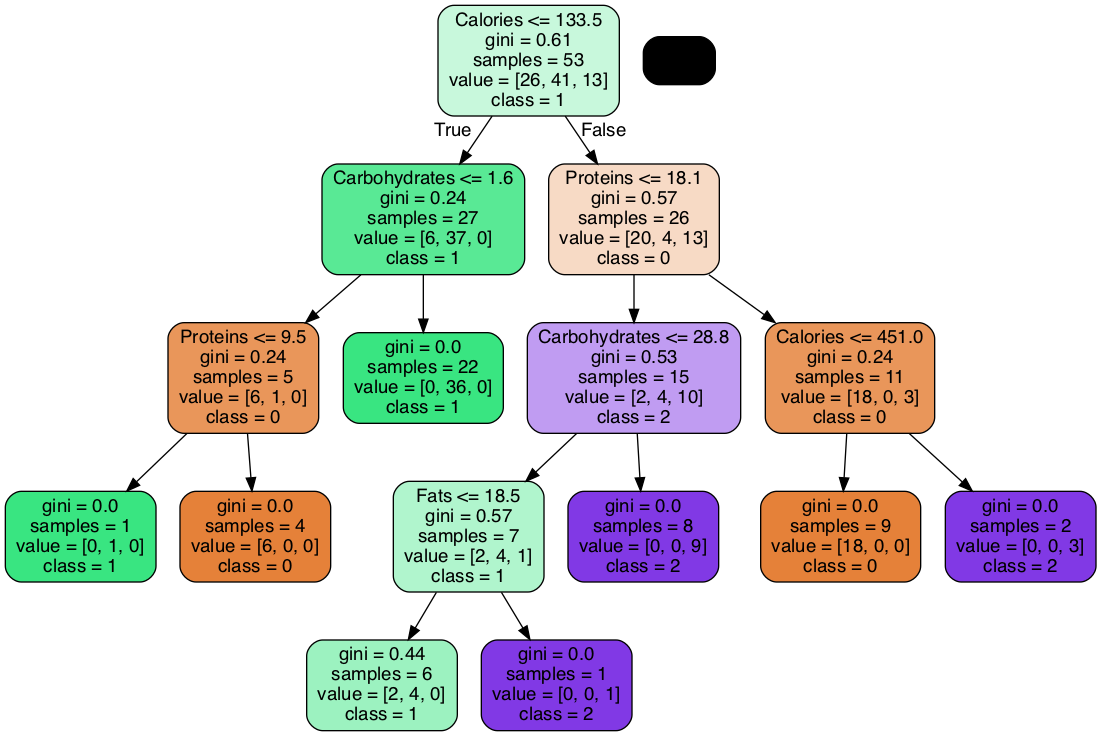 Calories <= 133.5
gini = 0.61
samples = 53
value = [26, 41, 13]
class = 1
True
False
Carbohydrates <= 1.6
gini = 0.24
samples = 27
value = [6, 37, 0]
class = 1
Proteins <= 18.1
gini = 0.57
samples = 26
value = [20, 4, 13]
class = 0
Proteins <= 9.5
gini = 0.24
samples = 5
value = [6, 1, 0]
class = 0
gini = 0.0
samples = 22
value = [0, 36, 0]
class = 1
Carbohydrates <= 28.8
gini = 0.53
samples = 15
value = [2, 4, 10]
class = 2
Calories <= 451.0
gini = 0.24
samples = 11
value = [18, 0, 3]
class = 0
gini = 0.0
samples = 1
value = [0, 1, 0]
class = 1
gini = 0.0
samples = 4
value = [6, 0, 0]
class = 0
Fats <= 18.5
gini = 0.57
samples = 7
value = [2, 4, 1]
class = 1
gini = 0.0
samples = 8
value = [0, 0, 9]
class = 2
gini = 0.0
samples = 9
value = [18, 0, 0]
class = 0
gini = 0.0
samples = 2
value = [0, 0, 3]
class = 2
gini = 0.44
samples = 6
value = [2, 4, 0]
class = 1
gini = 0.0
samples = 1
value = [0, 0, 1]
class = 2